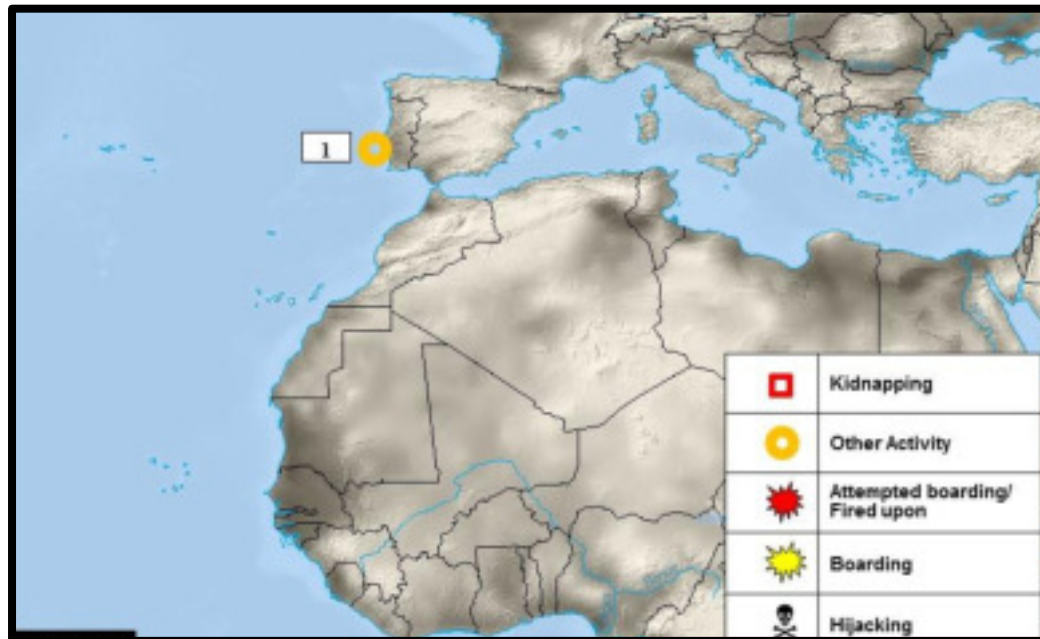 1
Kidnapping
Other Activity
Attempted boarding/
Fired upon
Boarding
Hijacking